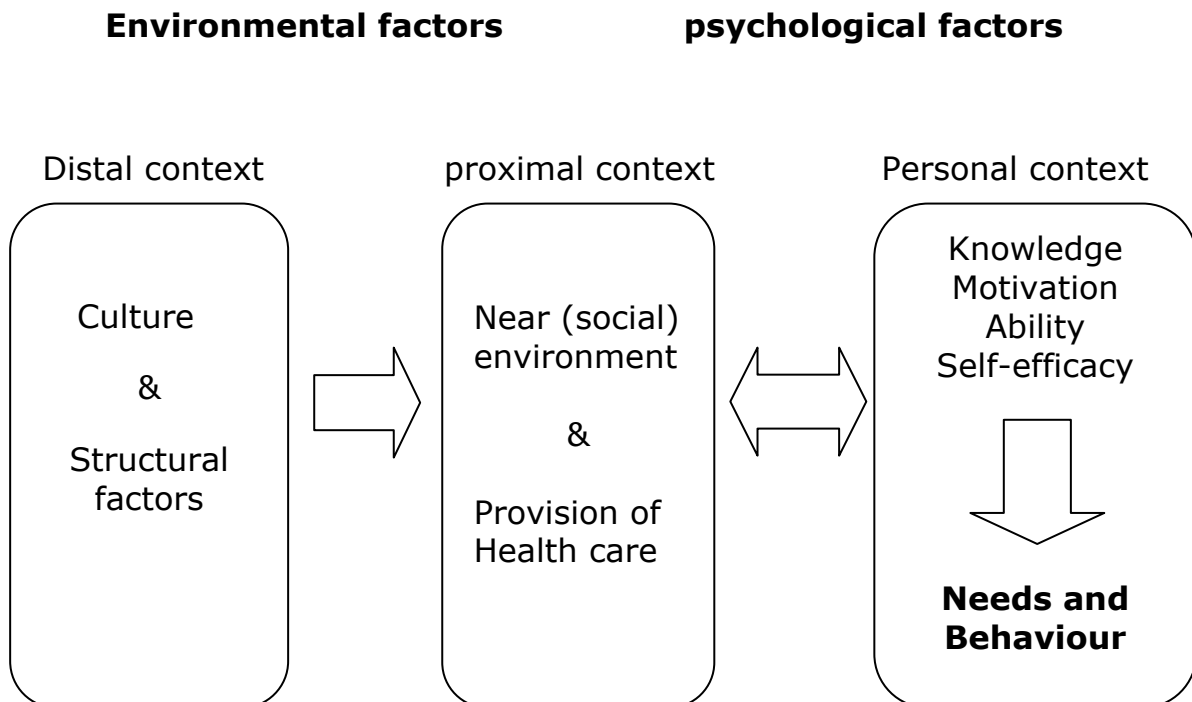 Environmental factors
psychological factors
Distal context
Culture
&
Structural
factors
proximal context
Near (social)
environment
&
Provision of
Health care
Personal context
Knowledge
Motivation
Ability
Self-efficacy
Needs and
Behaviour